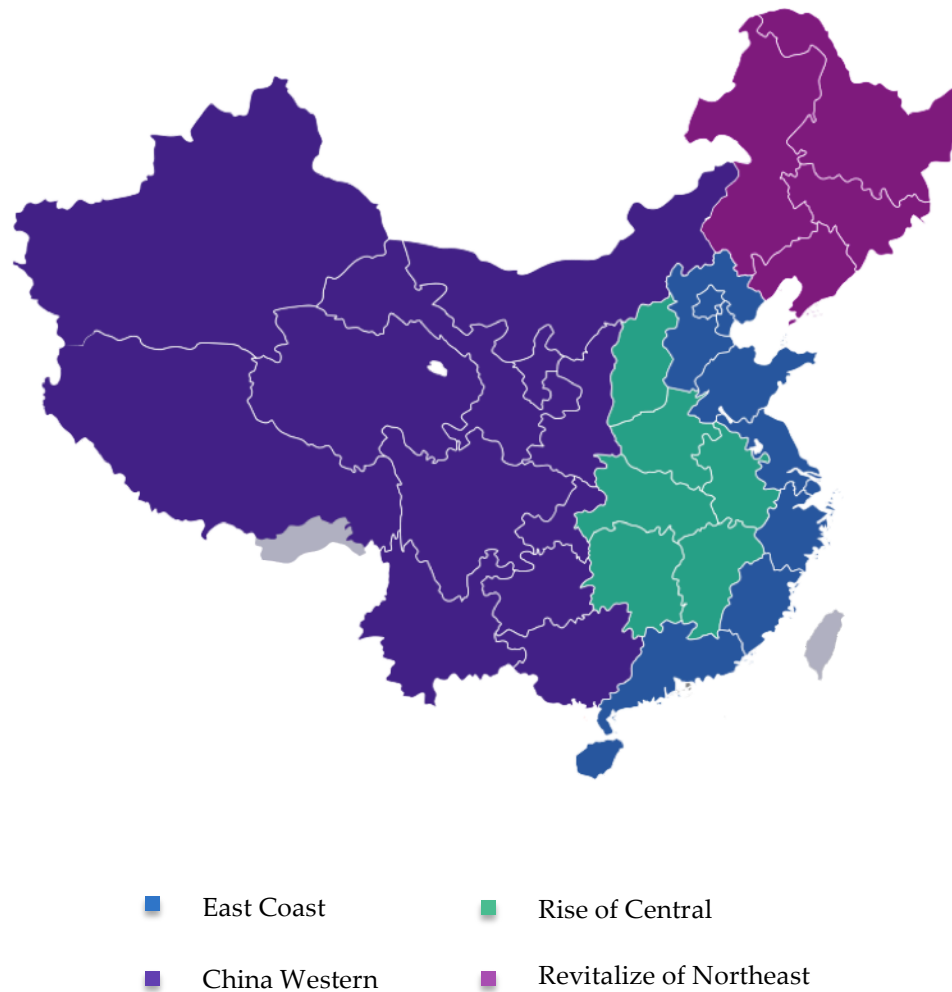 East Coast
Rise of Central
China Western
Revitalize of Northeast